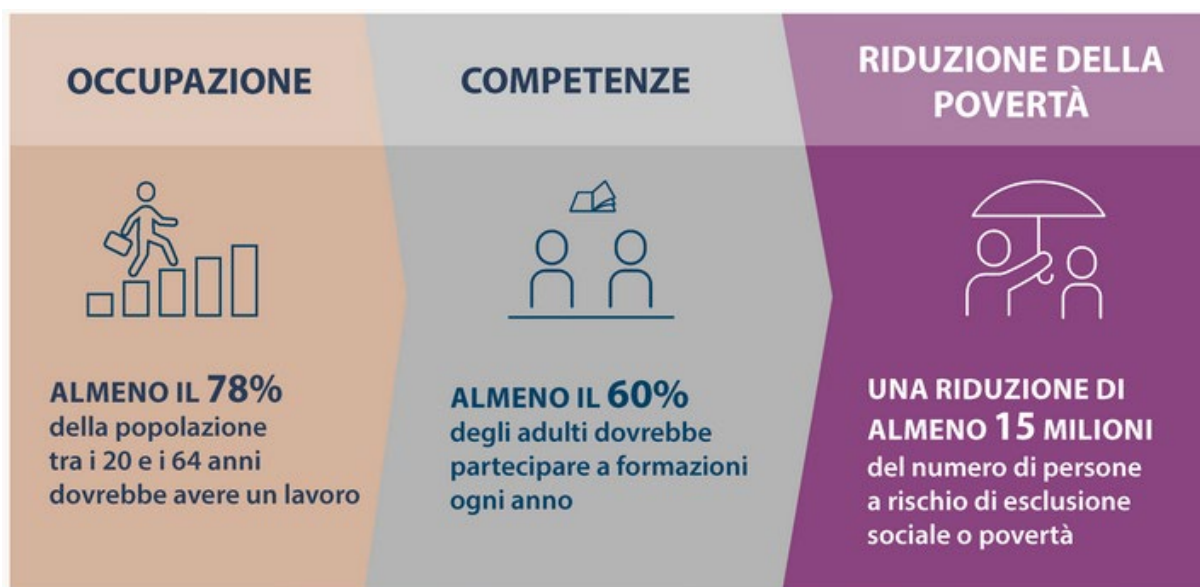 OCCUPAZIONE
ALMENO IL 78%
della popolazione
tra i 20 e i 64 anni
dovrebbe avere un lavoro
COMPETENZE
ALMENO IL 60%
degli adulti dovrebbe
partecipare a formazioni
ogni anno
RIDUZIONE DELLA
POVERTÀ
UNA RIDUZIONE DI
ALMENO 15 MILIONI
del numero di persone
a rischio di esclusione
sociale o povertà